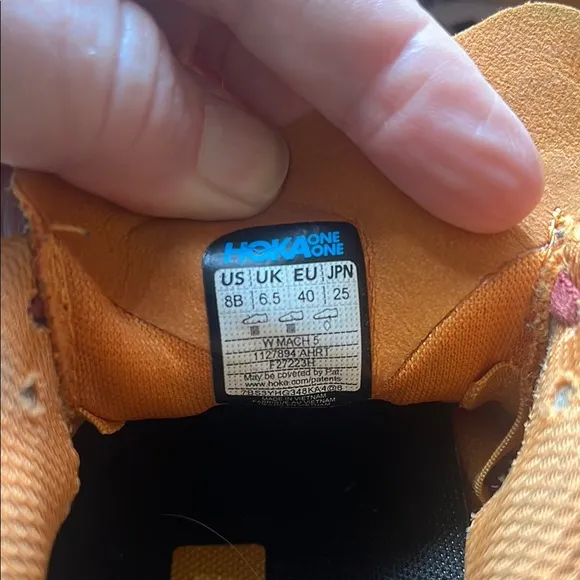 HOKA ONE ONE
US UK EU JPN
8B 6.5 40 25
W MACH 5
1127894 AHRT
F27223H
May be covered by Pat:
www.hoka.com/patents
MADE IN VIETNAM